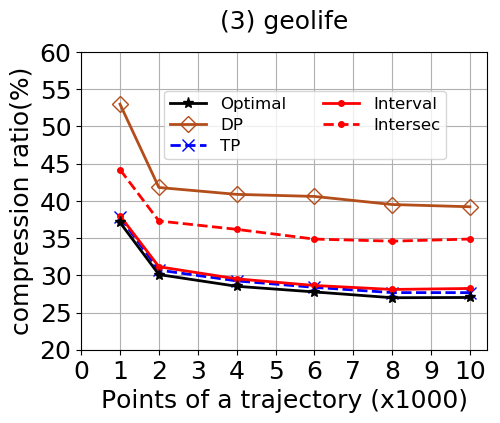 (3) geolife
compression ratio(%)
60
55
50
45
40
35
30
25
20
Optimal
DP
TP
Interval
Intersec
0 1 2 3 4 5 6 7 8 9 10
Points of a trajectory (x1000)